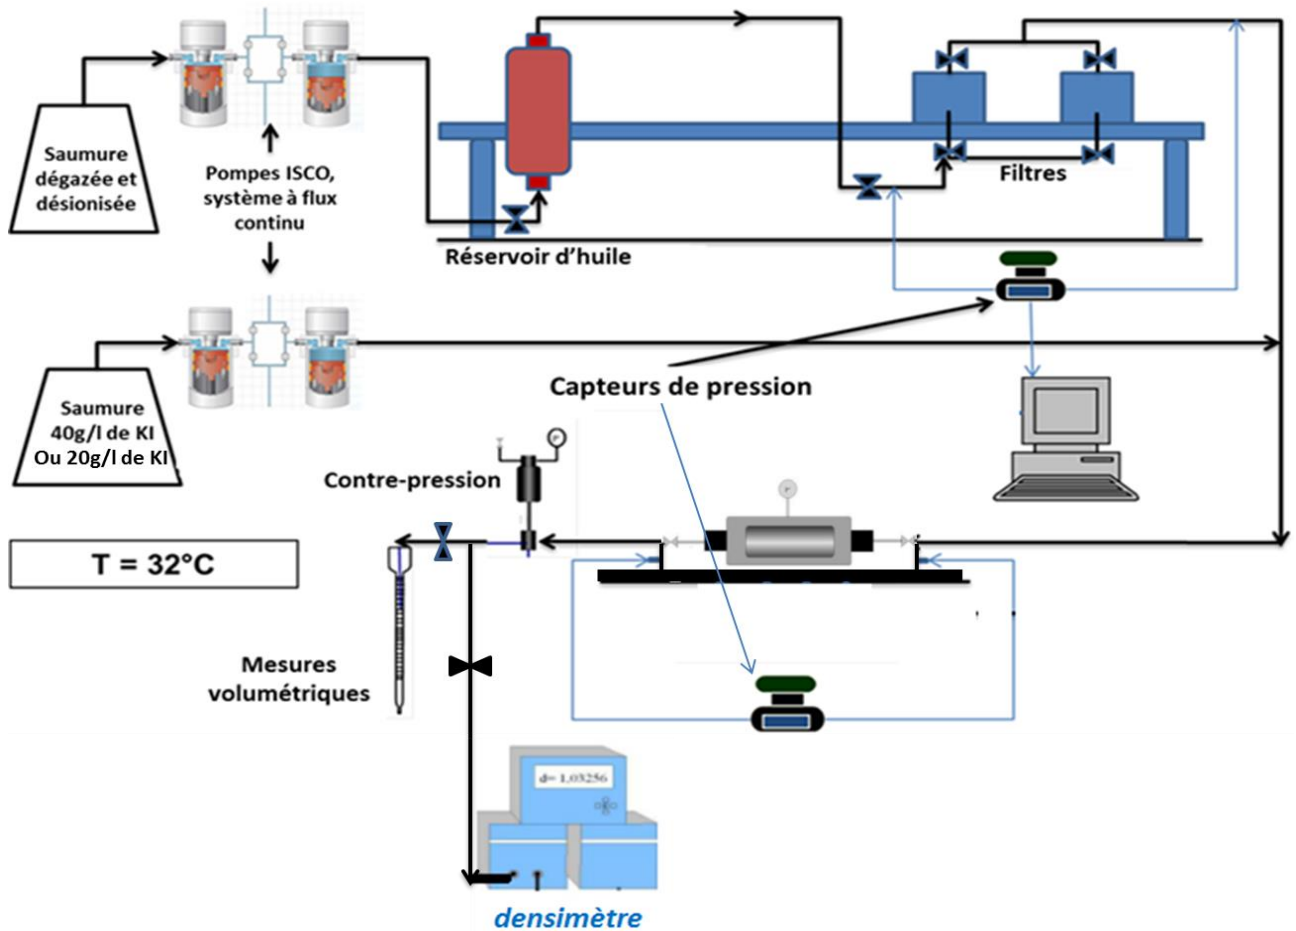 Saumure
dégazée et
désionisée
Pompes ISCO,
système à flux
continu
Filtres
Réservoir d’huile
Saumure
40g/l de KI
Ou 20g/l de KI
Capteurs de pression
Contre-pression
T = 32°C
Mesures
volumétriques
d= 1,03256
densimètre